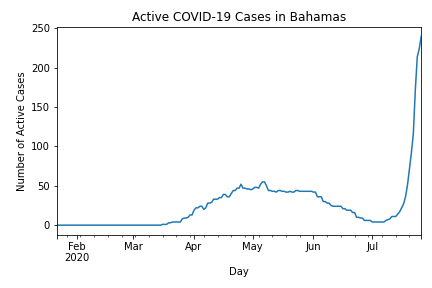 Active COVID-19 Cases in Bahamas
250
200
150
100
50
0
Number of Active Cases
Feb Mar Apr May Jun Jul
2020
Day